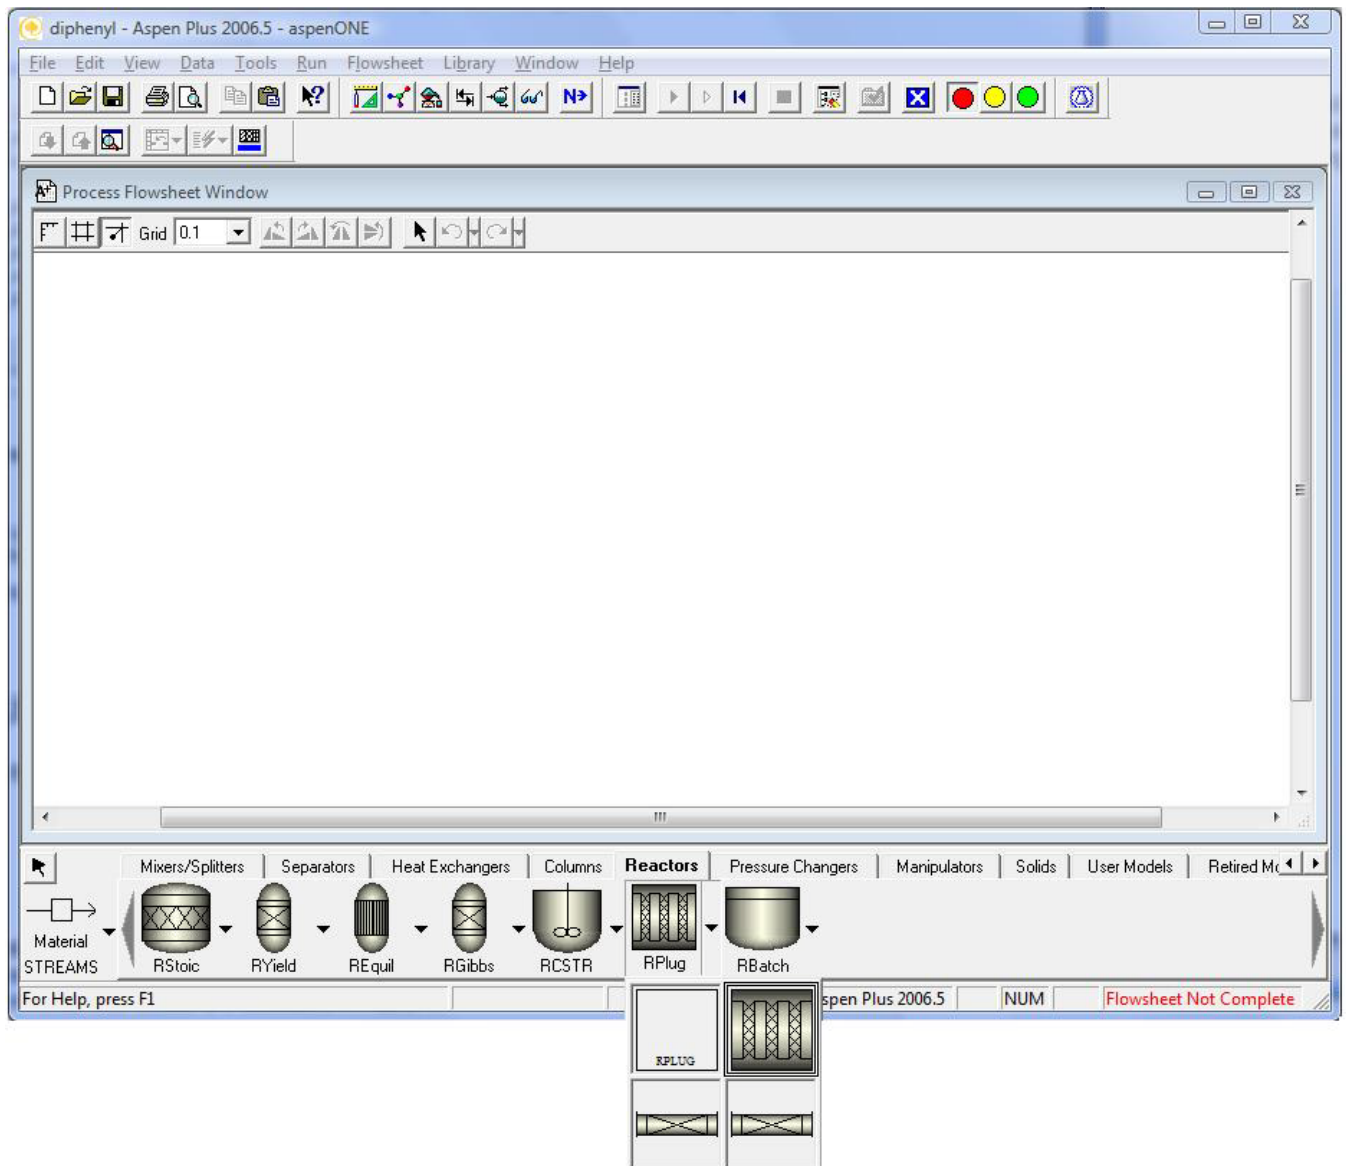 diphenyl - Aspen Plus 2006.5 - aspenONE
File Edit View Data Tools Run Flowsheet Library Window Help
N
Process Flowsheet Window
Grid 0.1
Mixers/Splitters Separators Heat Exchangers Columns Reactors Pressure Changers Manipulators Solids User Models Retired Mo
Material
STREAMS RStoic RYield REquil RGibbs RCSTR RPlug RBatch
For Help, press F1 spen Plus 2006.5 NUM Flowsheet Not Complete
RPLUG